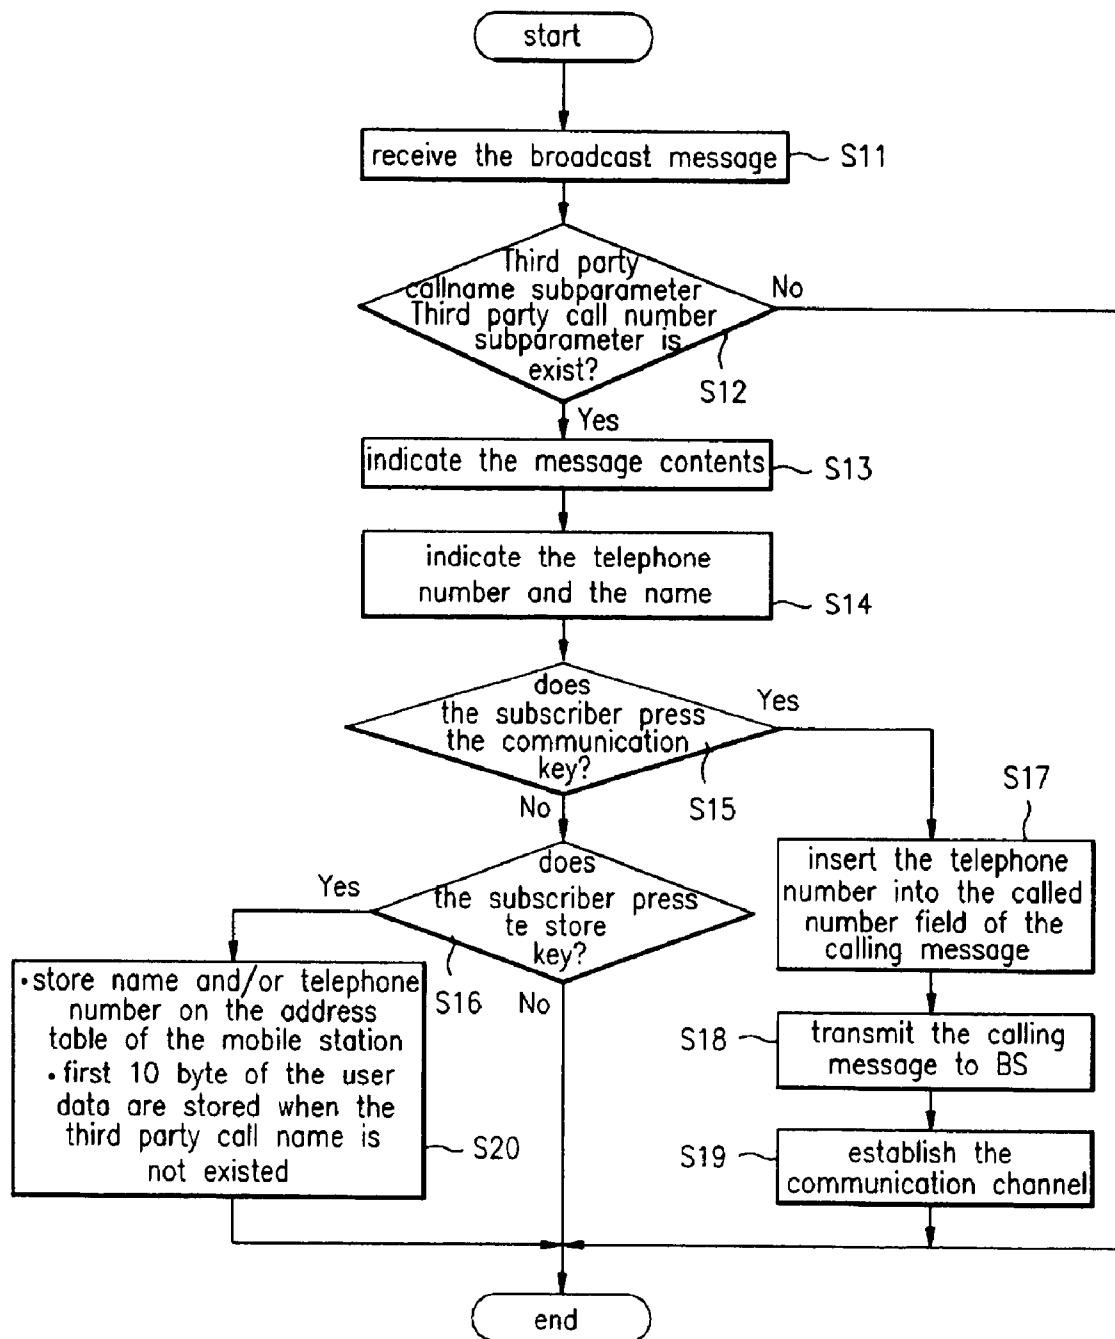 start
receive the broadcast message
S11
Third party
callname subparameter
Third party call number
subparameter is
exist?
No
S12
Yes
indicate the message contents
S13
indicate the telephone
number and the name
S14
does
the subscriber press
the communication
key?
Yes
S15
No
does
the subscriber press
te store
key?
Yes
S16
No
S17
insert the telephone
number into the called
number field of the
calling message
S18
transmit the calling
message to BS
S19
establish the
communication channel
•store name and/or telephone
number on the address
table of the mobile station
•first 10 byte of the user
data are stored when the
third party call name is
not existed
S20
end